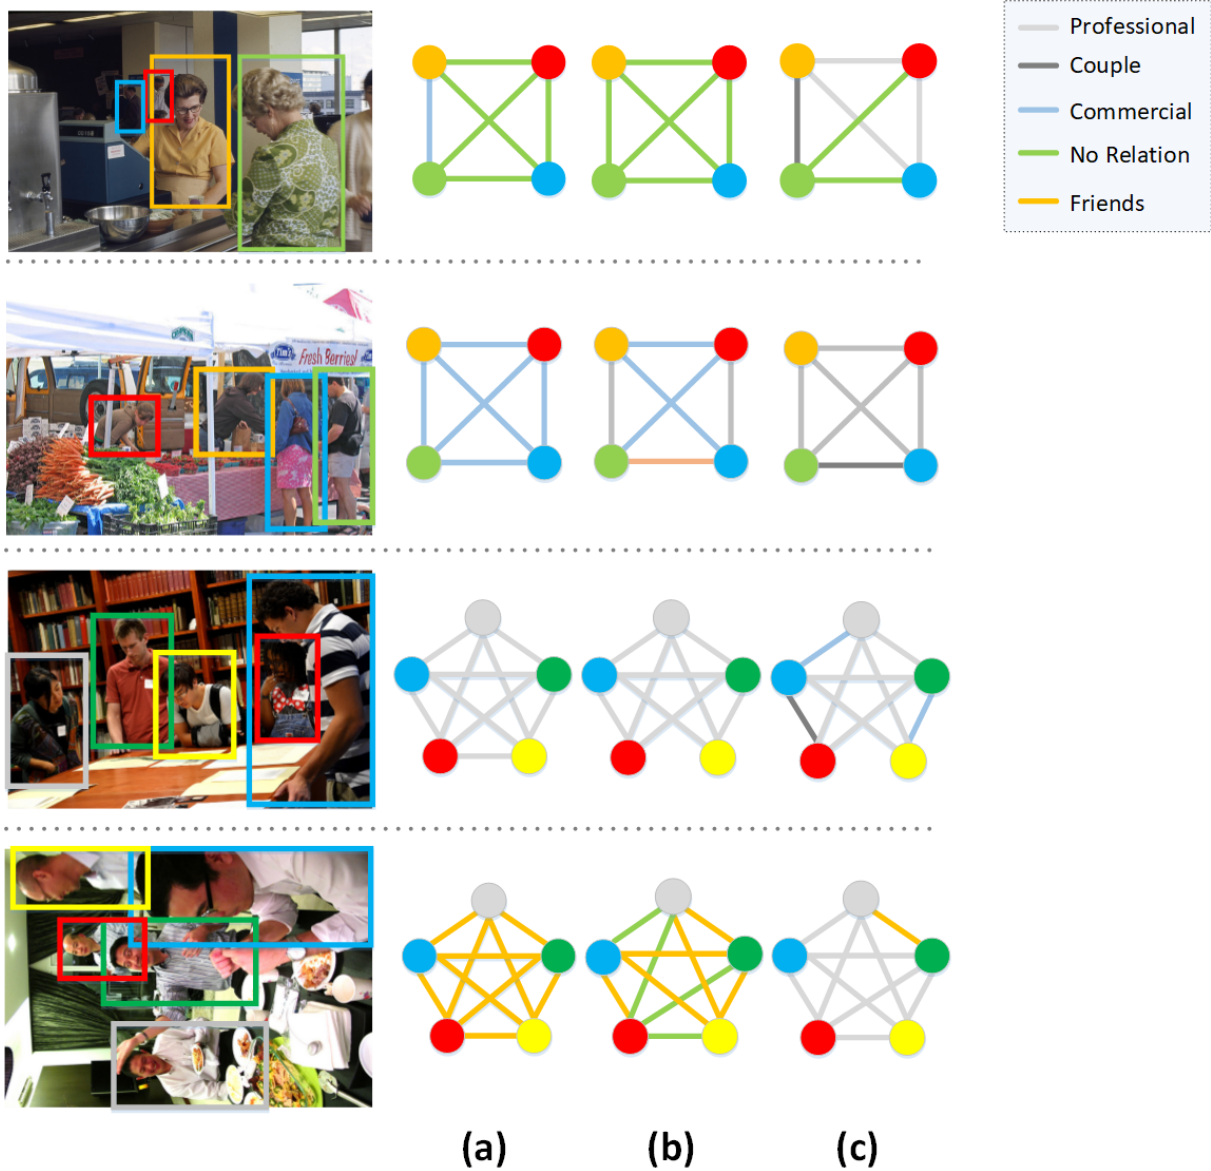 Professional
Couple
Commercial
No Relation
Friends
Fresh Berries!
(a)
(b)
(c)